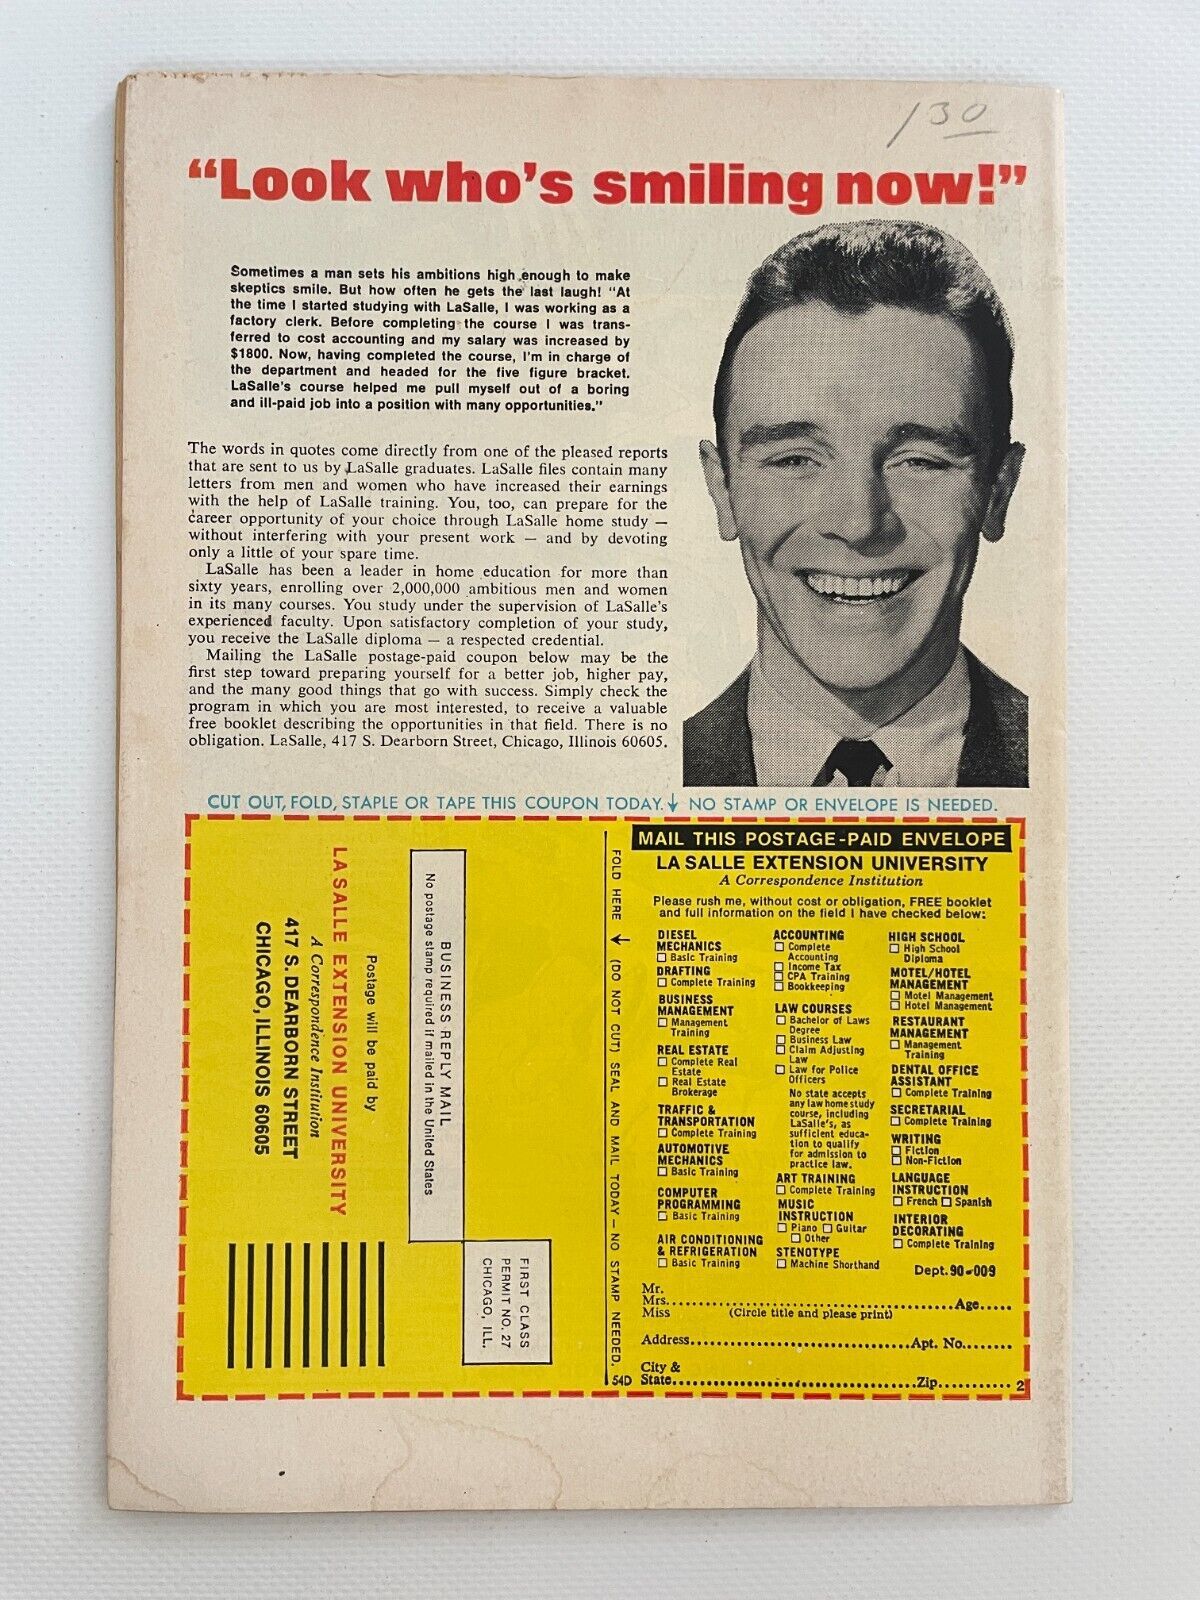 130
“Look who’s smiling now!”
Sometimes a man sets his ambitions high enough to make
skeptics smile. But how often he gets the last laugh! “At
the time I started studying with LaSalle, I was working as a
factory clerk. Before completing the course I was trans-
ferred to cost accounting and my salary was increased by
$1800. Now, having completed the course, I’m in charge of
the department and headed for the five figure bracket.
LaSalle’s course helped me pull myself out of a boring
and ill-paid job into a position with many opportunities.”
The words in quotes come directly from one of the pleased reports
that are sent to us by LaSalle graduates. LaSalle files contain many
letters from men and women who have increased their earnings
with the help of LaSalle training. You, too, can prepare for the
career opportunity of your choice through LaSalle home study —
without interfering with your present work — and by devoting
only a little of your spare time.
LaSalle has been a leader in home education for more than
sixty years, enrolling over 2,000,000 ambitious men and women
in its many courses. You study under the supervision of LaSalle’s
experienced faculty. Upon satisfactory completion of your study,
you receive the LaSalle diploma — a respected credential.
Mailing the LaSalle postage-paid coupon below may be the
first step toward preparing yourself for a better job, higher pay,
and the many good things that go with success. Simply check the
program in which you are most interested, to receive a valuable
free booklet describing the opportunities in that field. There is no
obligation. LaSalle, 417 S. Dearborn Street, Chicago, Illinois 60605.
CUT OUT, FOLD, STAPLE OR TAPE THIS COUPON TODAY. ↓ NO STAMP OR ENVELOPE IS NEEDED.
FIRST CLASS
PERMIT NO. 27
CHICAGO, ILL.
BUSINESS REPLY MAIL
No postage stamp required if mailed in the United States
Postage will be paid by
LA SALLE EXTENSION UNIVERSITY
A Correspondence Institution
417 S. DEARBORN STREET
CHICAGO, ILLINOIS 60605
FOLD HERE ↓ (DO NOT CUT) SEAL AND MAIL TODAY — NO STAMP NEEDED.
54D
MAIL THIS POSTAGE-PAID ENVELOPE
LA SALLE EXTENSION UNIVERSITY
A Correspondence Institution
Please rush me, without cost or obligation, FREE booklet
and full information on the field I have checked below:
DIESEL
MECHANICS
☐ Basic Training
DRAFTING
☐ Complete Training
BUSINESS
MANAGEMENT
☐ Management
Training
REAL ESTATE
☐ Complete Real
Estate
☐ Real Estate
Brokerage
TRAFFIC &
TRANSPORTATION
☐ Complete Training
AUTOMOTIVE
MECHANICS
☐ Basic Training
COMPUTER
PROGRAMMING
☐ Basic Training
AIR CONDITIONING
& REFRIGERATION
☐ Basic Training
ACCOUNTING
☐ Complete
Accounting
☐ Income Tax
☐ CPA Training
☐ Bookkeeping
LAW COURSES
☐ Bachelor of Laws
Degree
☐ Business Law
☐ Claim Adjusting
Law
☐ Law for Police
Officers
No state accepts
any law home study
course, including
LaSalle’s, as
sufficient educa-
tion to qualify
for admission to
practice law.
ART TRAINING
☐ Complete Training
MUSIC
INSTRUCTION
☐ Piano ☐ Guitar
☐ Other
STENOTYPE
☐ Machine Shorthand
HIGH SCHOOL
☐ High School
Diploma
MOTEL/HOTEL
MANAGEMENT
☐ Motel Management
☐ Hotel Management
RESTAURANT
MANAGEMENT
☐ Management
Training
DENTAL OFFICE
ASSISTANT
☐ Complete Training
SECRETARIAL
☐ Complete Training
WRITING
☐ Fiction
☐ Non-Fiction
LANGUAGE
INSTRUCTION
☐ French ☐ Spanish
INTERIOR
DECORATING
☐ Complete Training
Dept. 90-009
Mr.
Mrs. .......... Age.....
Miss (Circle title and please print)
Address.......... Apt. No........
City &
State.......... Zip........... 2